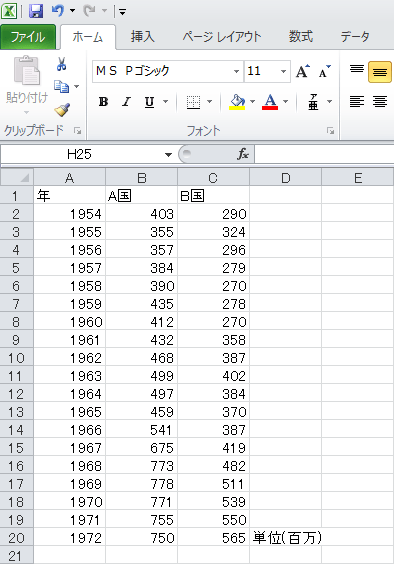 ファイル ホーム 挿入 ページ レイアウト 数式 データ
貼り付け
MS Pゴシック 11 A A
B I U A ア亜
クリップボード フォント
H25 fx
A B C D E
1 年 A国 B国
2 1954 403 290
3 1955 355 324
4 1956 357 296
5 1957 384 279
6 1958 390 270
7 1959 435 278
8 1960 412 270
9 1961 432 358
10 1962 468 387
11 1963 499 402
12 1964 497 384
13 1965 459 370
14 1966 541 387
15 1967 675 419
16 1968 773 482
17 1969 778 511
18 1970 771 539
19 1971 755 550
20 1972 750 565 単位(百万)
21